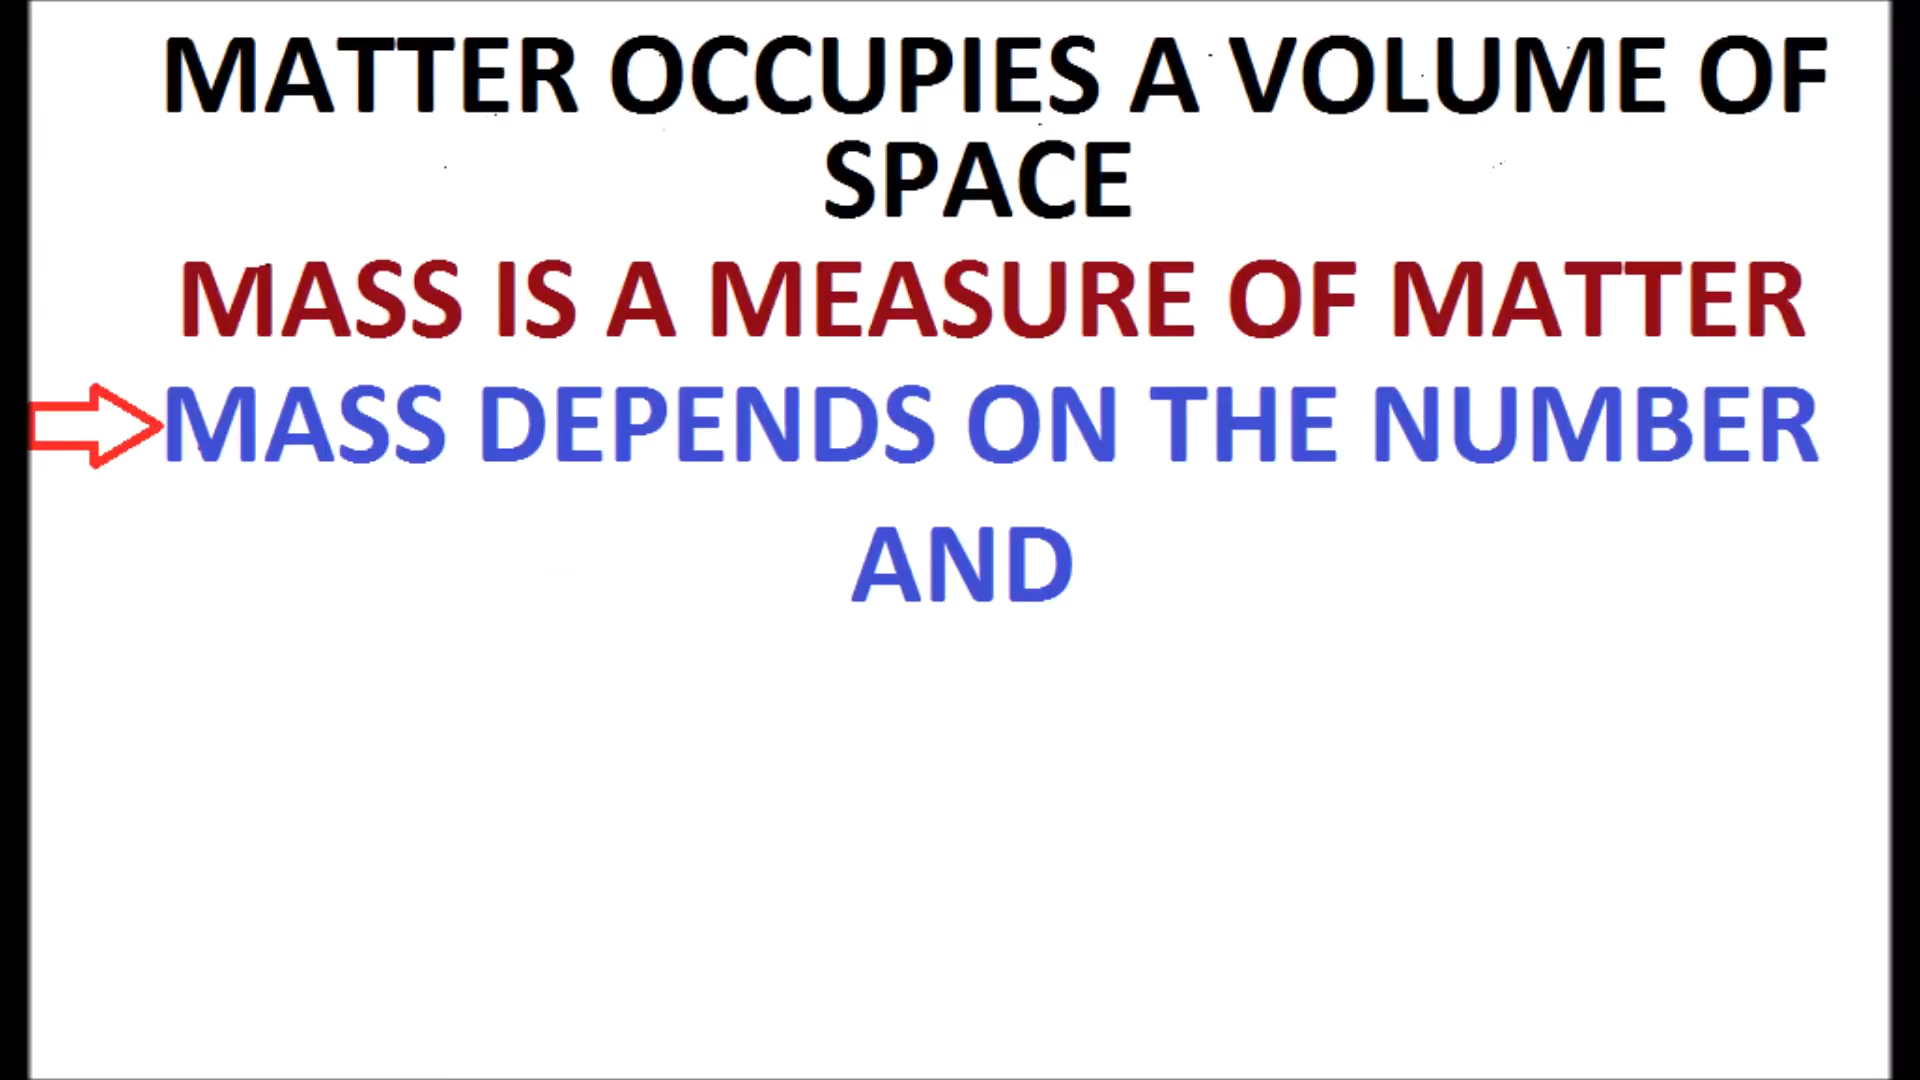 MATTER OCCUPIES A VOLUME OF
SPACE
MASS IS A MEASURE OF MATTER
MASS DEPENDS ON THE NUMBER
AND